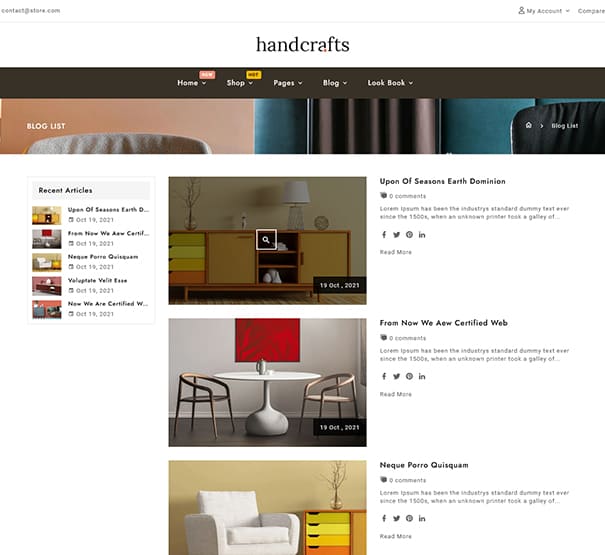 contact@store.com
My Account
Compare
handcrafts
NEW
HOT
Home
Shop
Pages
Blog
Look Book
BLOG LIST
Blog List
Recent Articles
Upon Of Seasons Earth D...
Oct 19, 2021
From Now We Aew Certif...
Oct 19, 2021
Neque Porro Quisquam
Oct 19, 2021
Voluptate Velit Esse
Oct 19, 2021
Now We Are Certified W...
Oct 19, 2021
19 Oct , 2021
Upon Of Seasons Earth Dominion
0 comments
Lorem Ipsum has been the industrys standard dummy text ever
since the 1500s, when an unknown printer took a galley of...
Read More
19 Oct , 2021
From Now We Aew Certified Web
0 comments
Lorem Ipsum has been the industrys standard dummy text ever
since the 1500s, when an unknown printer took a galley of...
Read More
19 Oct , 2021
Neque Porro Quisquam
0 comments
Lorem Ipsum has been the industrys standard dummy text ever
since the 1500s, when an unknown printer took a galley of...
Read More